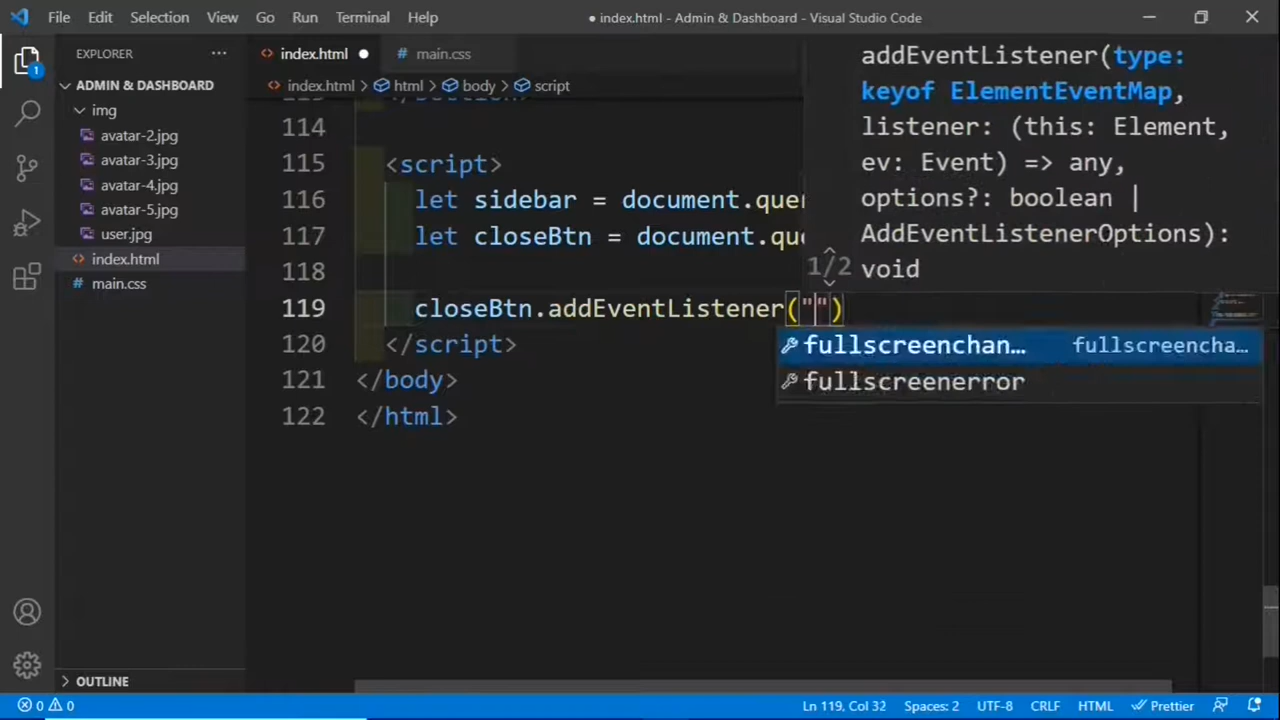 File Edit Selection View Go Run Terminal Help
● index.html - Admin & Dashboard - Visual Studio Code
EXPLORER
ADMIN & DASHBOARD
img
avatar-2.jpg
avatar-3.jpg
avatar-4.jpg
avatar-5.jpg
user.jpg
index.html
main.css
OUTLINE
1
index.html ●
main.css
index.html > html > body > script
114
115 <script>
116 let sidebar = document.que
117 let closeBtn = document.qu
118
119 closeBtn.addEventListener("")
120 </script>
121 </body>
122 </html>
addEventListener(type:
keyof ElementEventMap,
listener: (this: Element,
ev: Event) => any,
options?: boolean |
AddEventListenerOptions):
void
1/2
fullscreenchan… fullscreencha…
fullscreenerror
0 0
Ln 119, Col 32 Spaces: 2 UTF-8 CRLF HTML Prettier